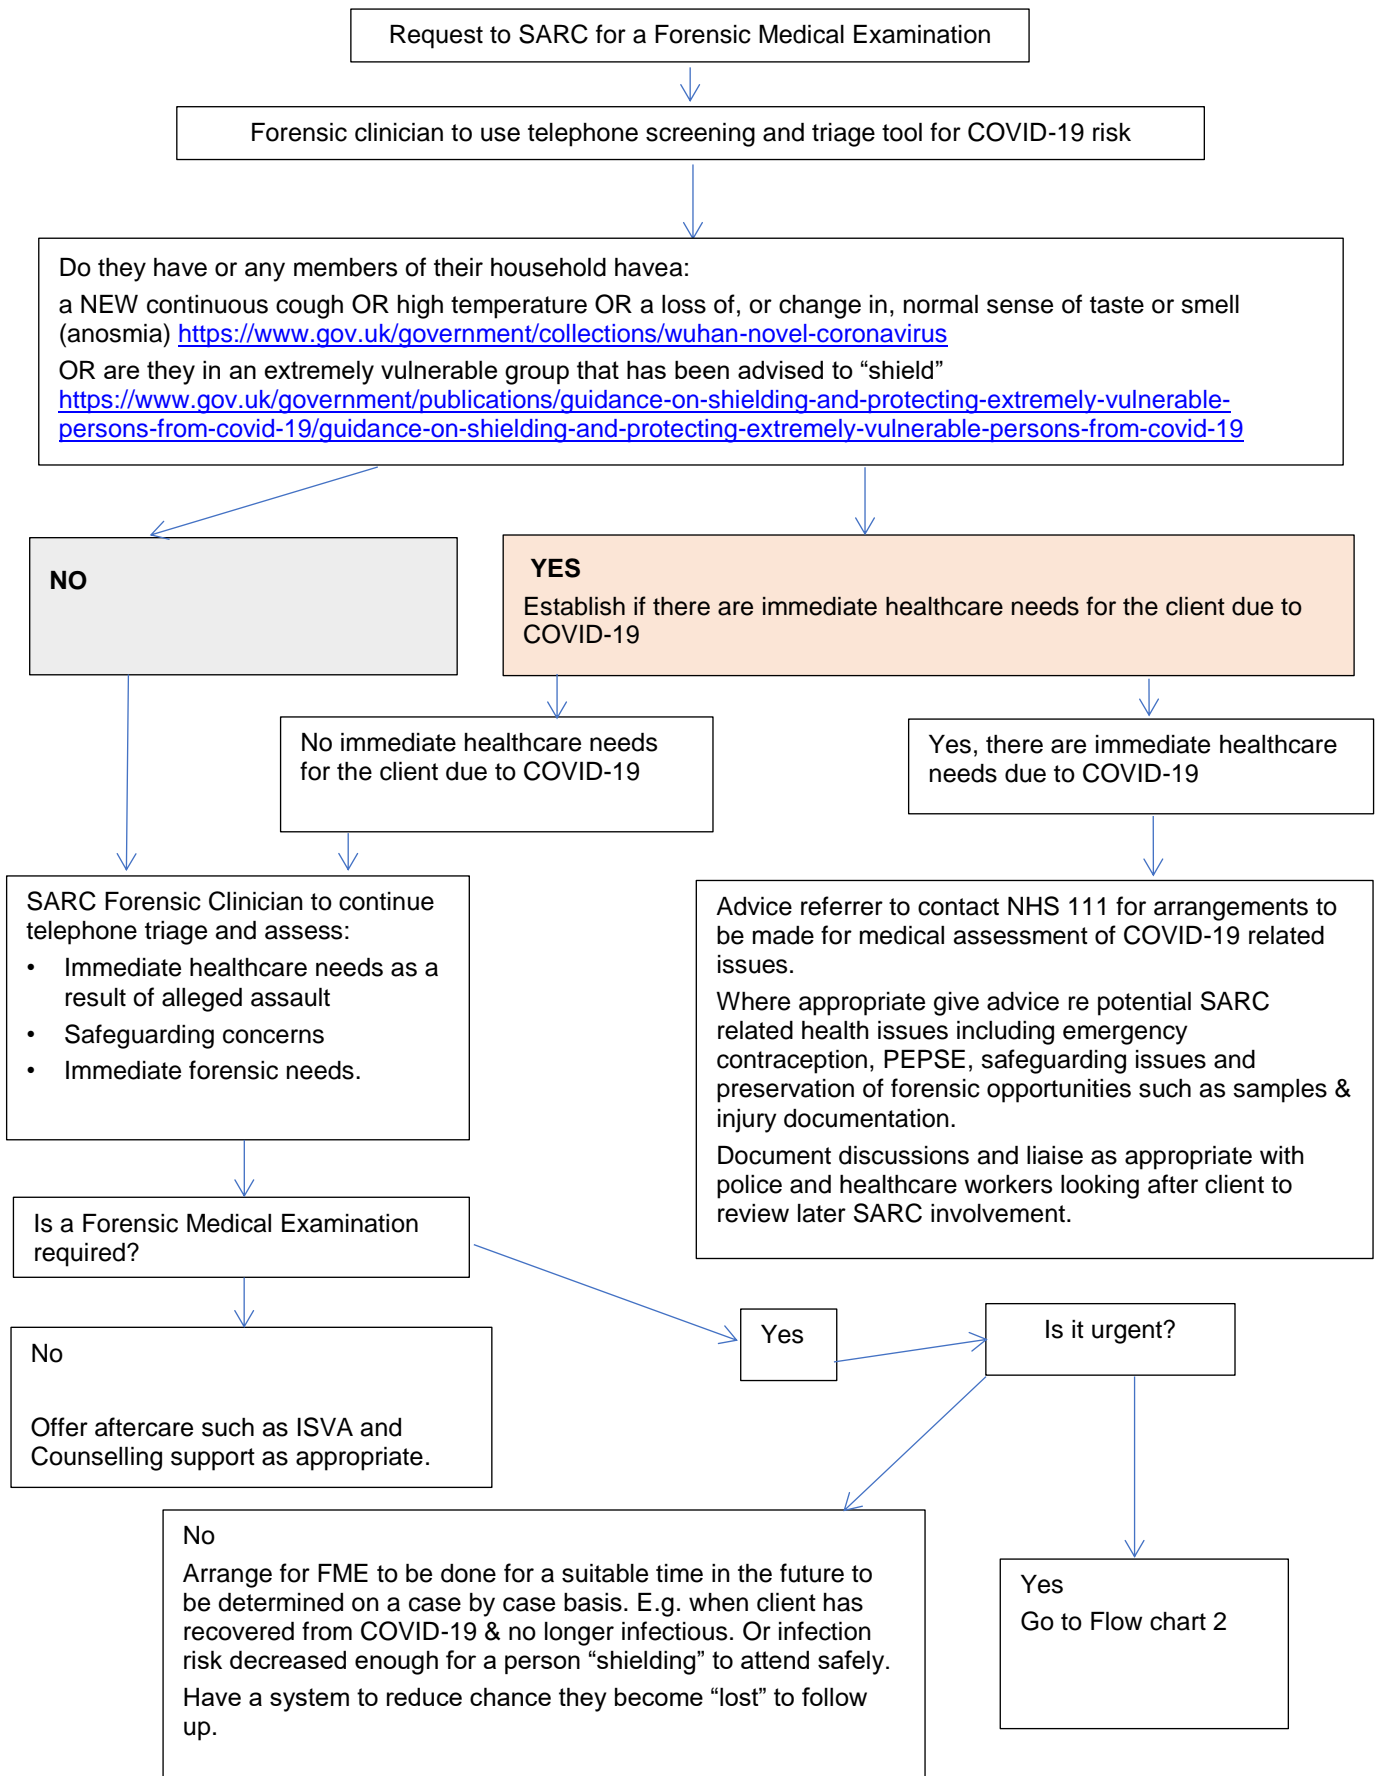 Request to SARC for a Forensic Medical Examination
Forensic clinician to use telephone screening and triage tool for COVID-19 risk
Do they have or any members of their household havea:
a NEW continuous cough OR high temperature OR a loss of, or change in, normal sense of taste or smell
(anosmia) https://www.gov.uk/government/collections/wuhan-novel-coronavirus
OR are they in an extremely vulnerable group that has been advised to “shield”
https://www.gov.uk/government/publications/guidance-on-shielding-and-protecting-extremely-vulnerable-
persons-from-covid-19/guidance-on-shielding-and-protecting-extremely-vulnerable-persons-from-covid-19
NO
YES
Establish if there are immediate healthcare needs for the client due to
COVID-19
No immediate healthcare needs
for the client due to COVID-19
Yes, there are immediate healthcare
needs due to COVID-19
SARC Forensic Clinician to continue
telephone triage and assess:
• Immediate healthcare needs as a
result of alleged assault
• Safeguarding concerns
• Immediate forensic needs.
Advice referrer to contact NHS 111 for arrangements to
be made for medical assessment of COVID-19 related
issues.
Where appropriate give advice re potential SARC
related health issues including emergency
contraception, PEPSE, safeguarding issues and
preservation of forensic opportunities such as samples &
injury documentation.
Document discussions and liaise as appropriate with
police and healthcare workers looking after client to
review later SARC involvement.
Is a Forensic Medical Examination
required?
Yes
Is it urgent?
No
Offer aftercare such as ISVA and
Counselling support as appropriate.
No
Arrange for FME to be done for a suitable time in the future to
be determined on a case by case basis. E.g. when client has
recovered from COVID-19 & no longer infectious. Or infection
risk decreased enough for a person “shielding” to attend safely.
Have a system to reduce chance they become “lost” to follow
up.
Yes
Go to Flow chart 2